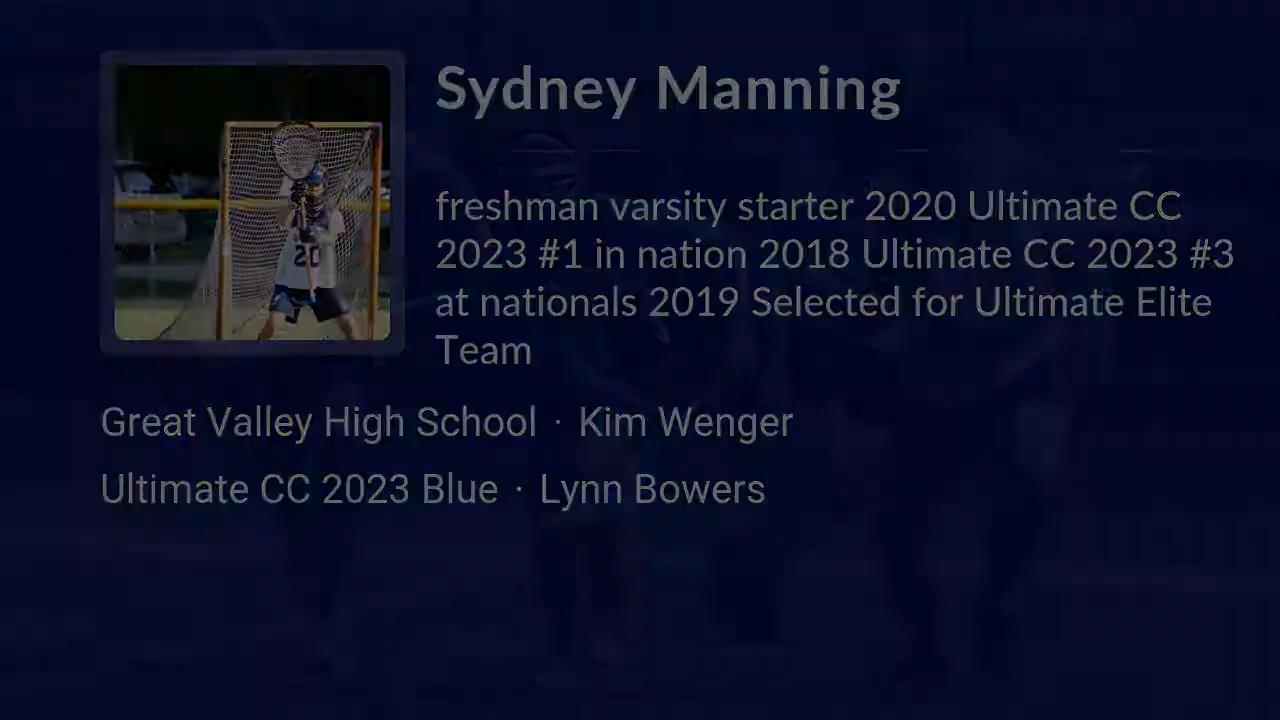 Sydney Manning
freshman varsity starter 2020 Ultimate CC
2023 #1 in nation 2018 Ultimate CC 2023 #3
at nationals 2019 Selected for Ultimate Elite
Team
20
Great Valley High School · Kim Wenger
Ultimate CC 2023 Blue · Lynn Bowers